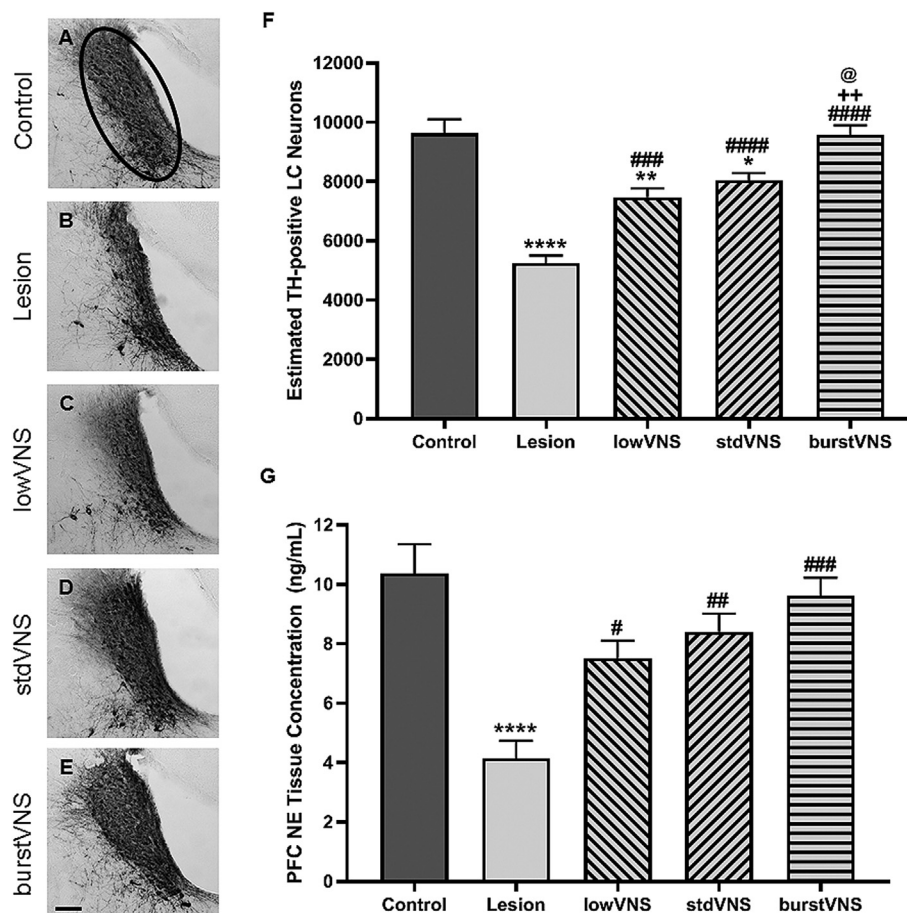 A
Control
B
Lesion
C
lowVNS
D
stdVNS
E
burstVNS
F
Estimated TH-positive LC Neurons
12000
10000
8000
6000
4000
2000
0
****
###
**
####
*
@
++
####
Control Lesion lowVNS stdVNS burstVNS
G
PFC NE Tissue Concentration (ng/mL)
12
10
8
6
4
2
0
****
#
##
###
Control Lesion lowVNS stdVNS burstVNS